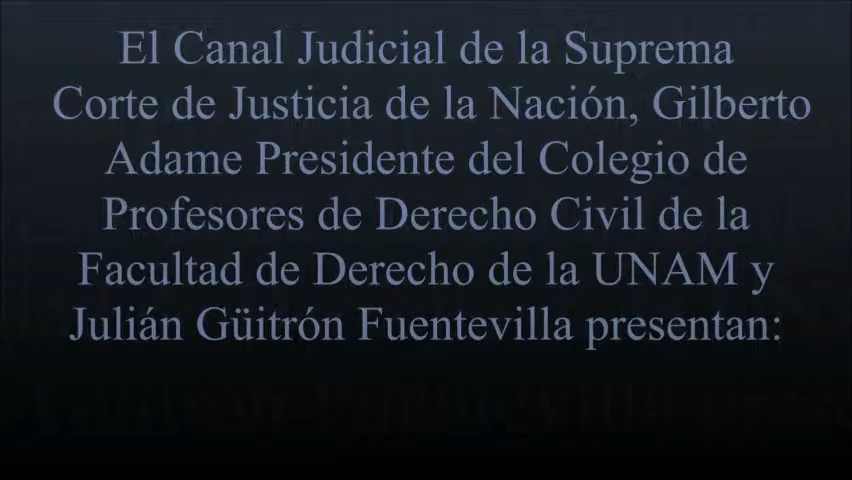 El Canal Judicial de la Suprema
Corte de Justicia de la Nación, Gilberto
Adame Presidente del Colegio de
Profesores de Derecho Civil de la
Facultad de Derecho de la UNAM y
Julián Güitrón Fuentevilla presentan: